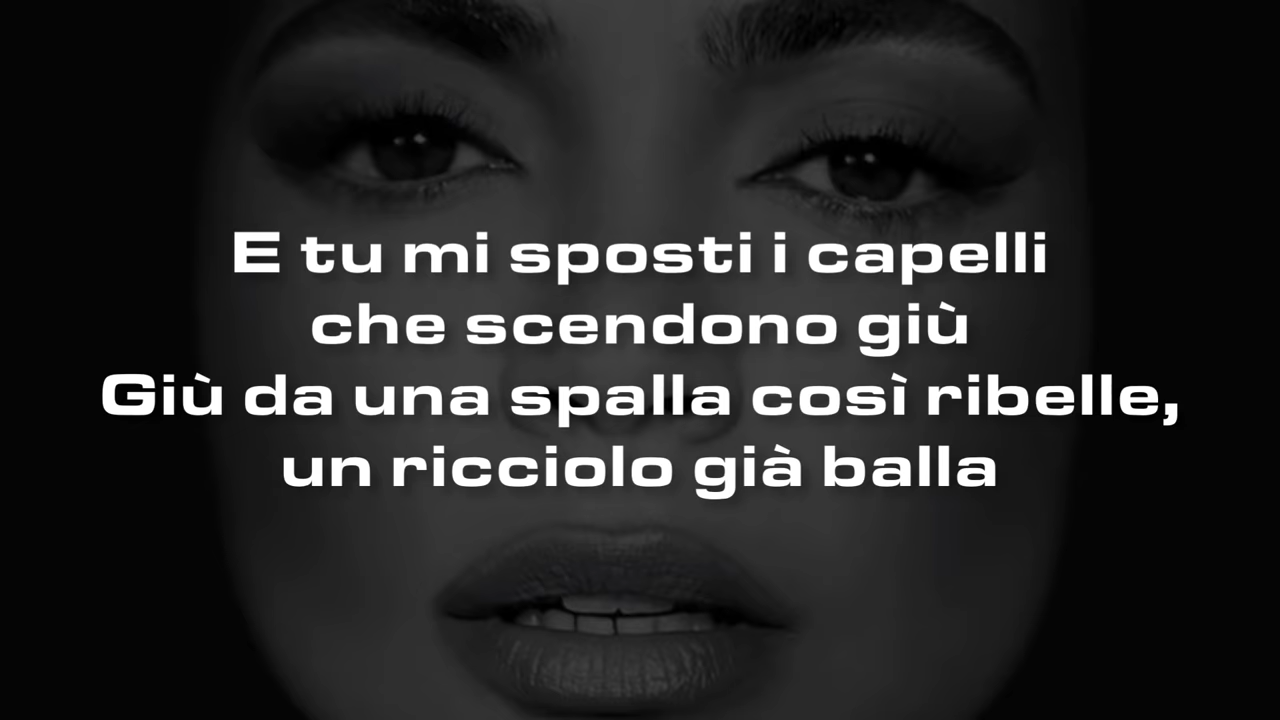 E tu mi sposti i capelli
che scendono giù
Giù da una spalla così ribelle,
un ricciolo già balla